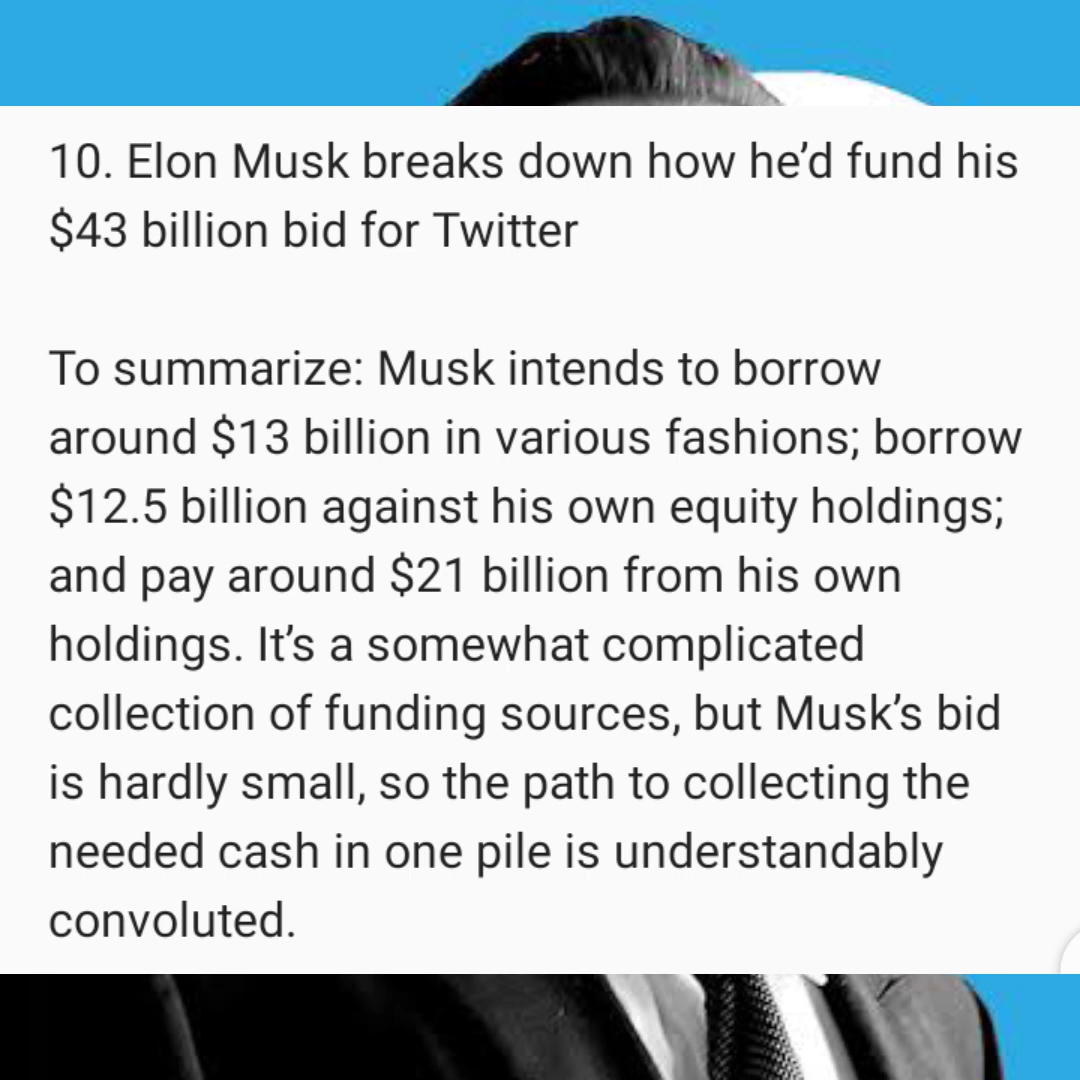 10. Elon Musk breaks down how he’d fund his
$43 billion bid for Twitter
To summarize: Musk intends to borrow
around $13 billion in various fashions; borrow
$12.5 billion against his own equity holdings;
and pay around $21 billion from his own
holdings. It’s a somewhat complicated
collection of funding sources, but Musk’s bid
is hardly small, so the path to collecting the
needed cash in one pile is understandably
convoluted.